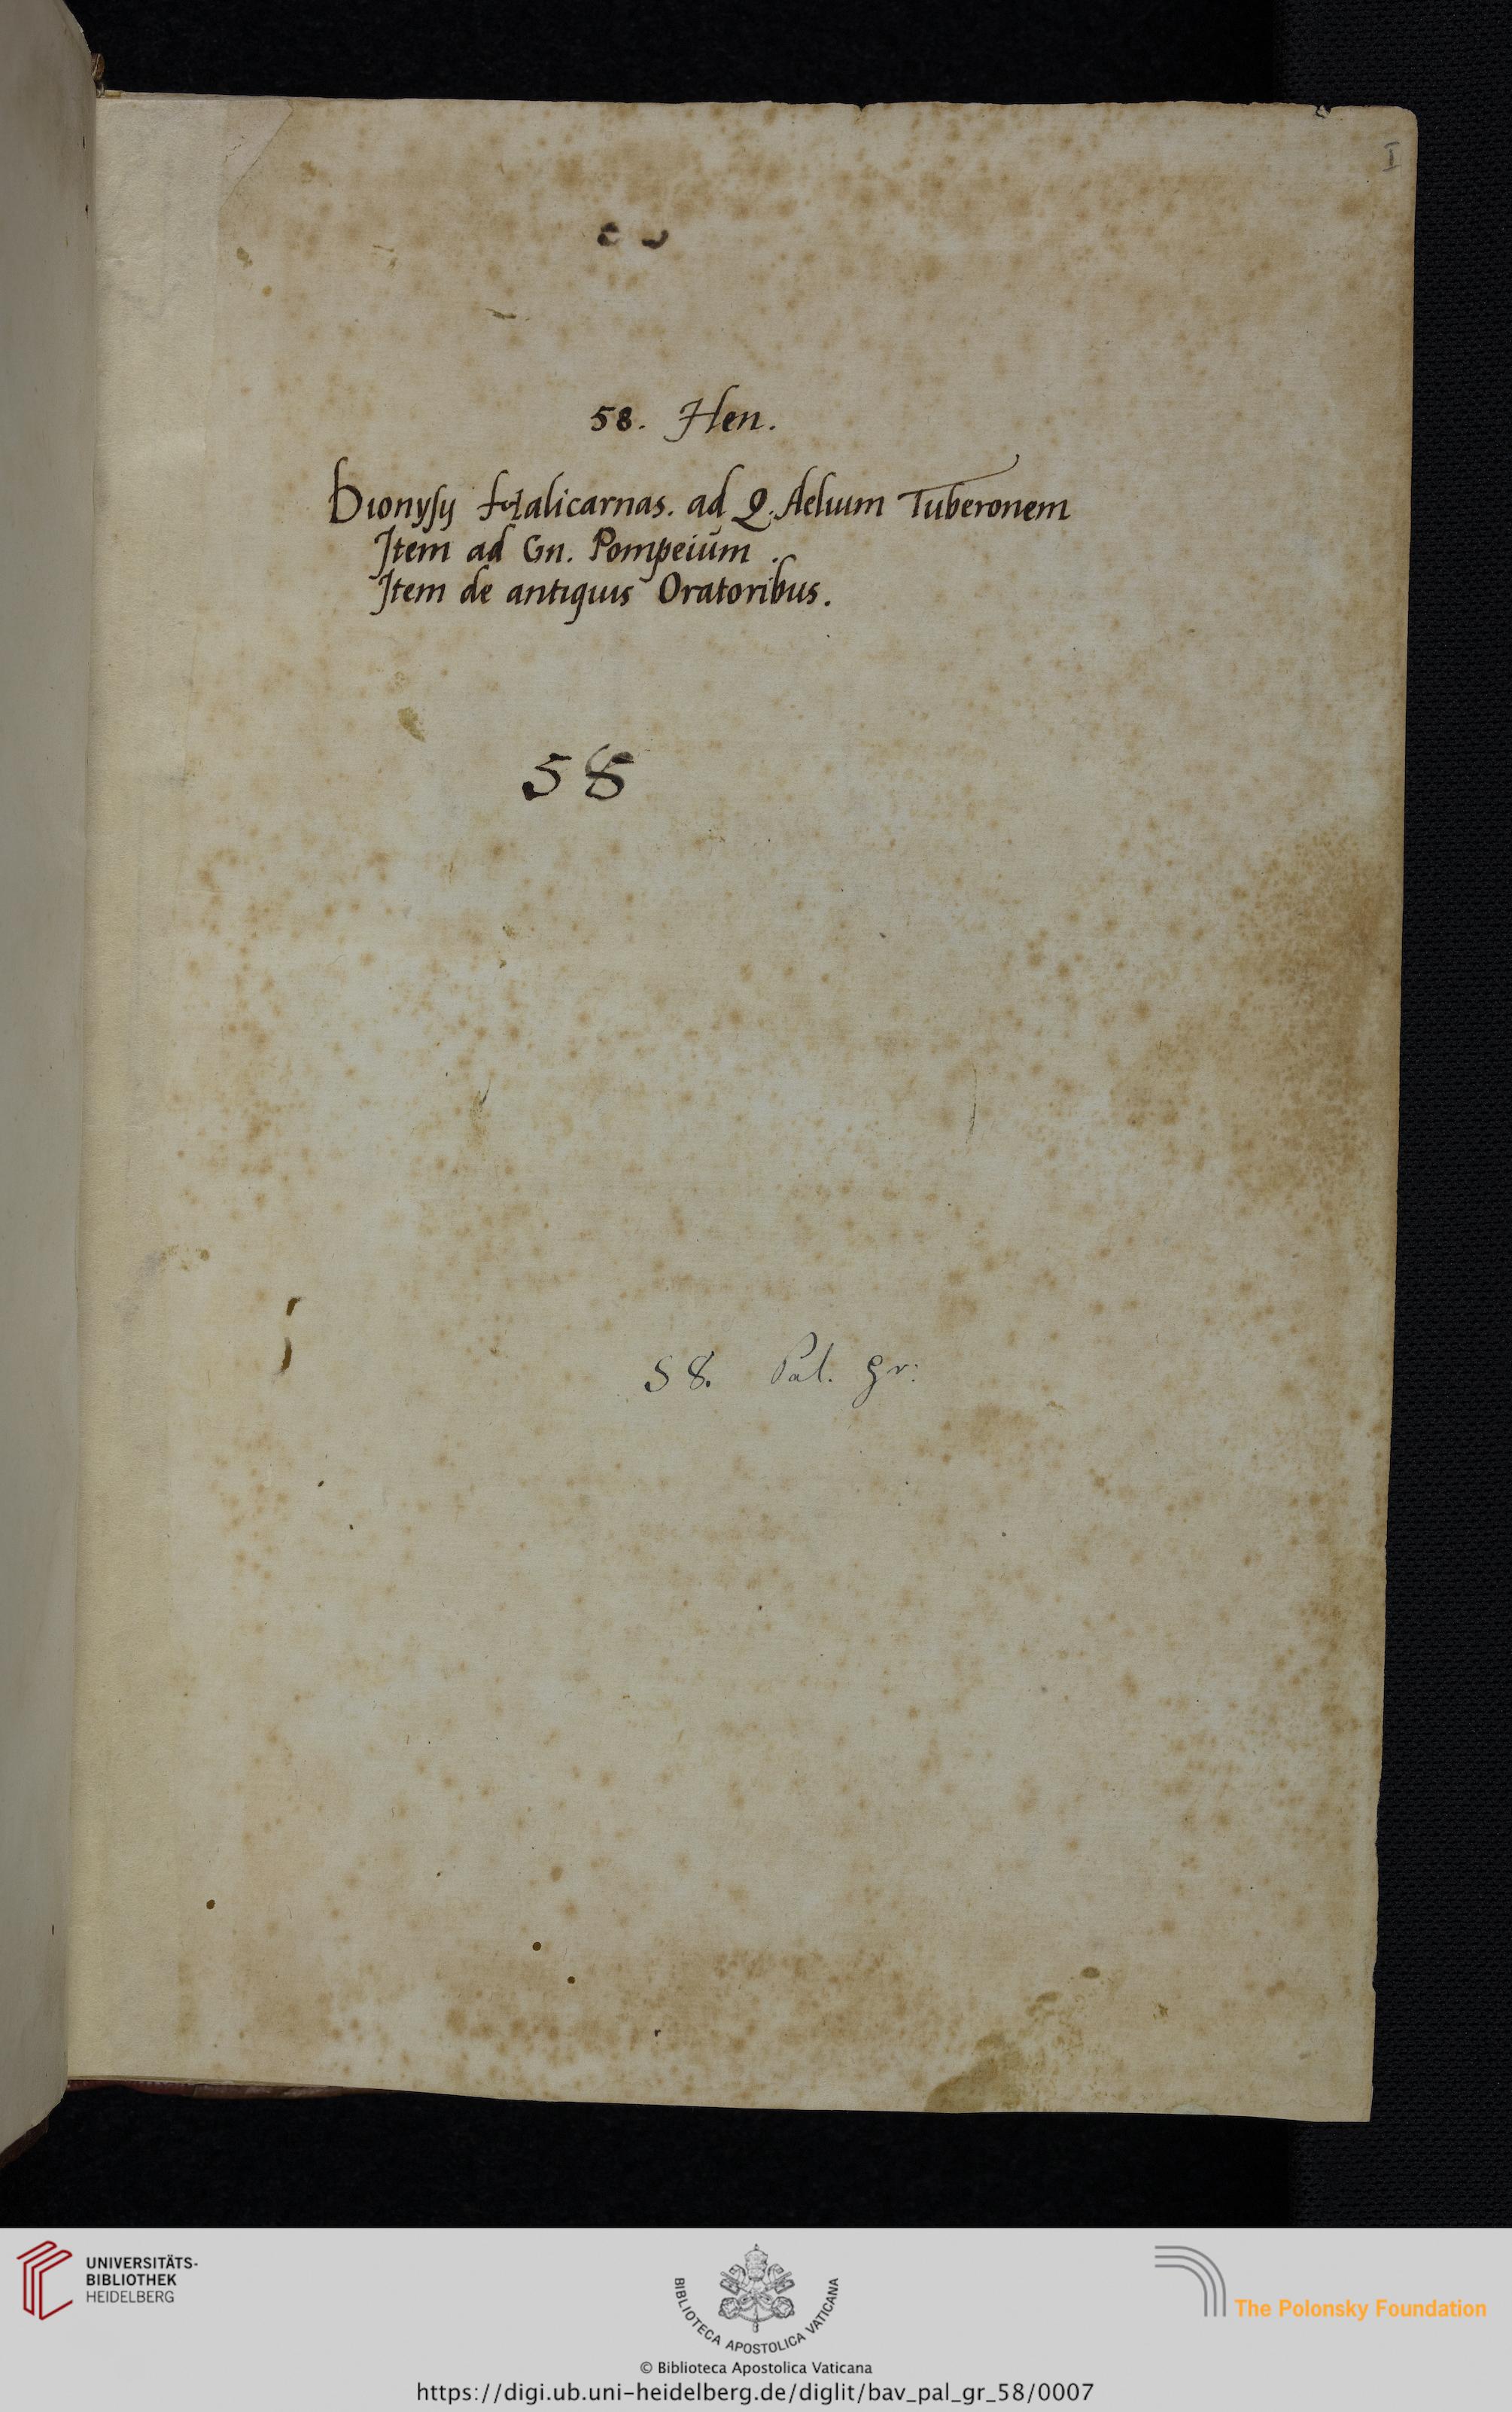 I
58. Hen.
Dionysij Halicarnas. ad Q. Aelium Tuberonem
Item ad Gn. Pompeium.
Item de antiquis Oratoribus.
58
58. Pal. gr:
UNIVERSITÄTS-
BIBLIOTHEK
HEIDELBERG
BIBLIOTECA APOSTOLICA VATICANA
The Polonsky Foundation
© Biblioteca Apostolica Vaticana
https://digi.ub.uni-heidelberg.de/diglit/bav_pal_gr_58/0007